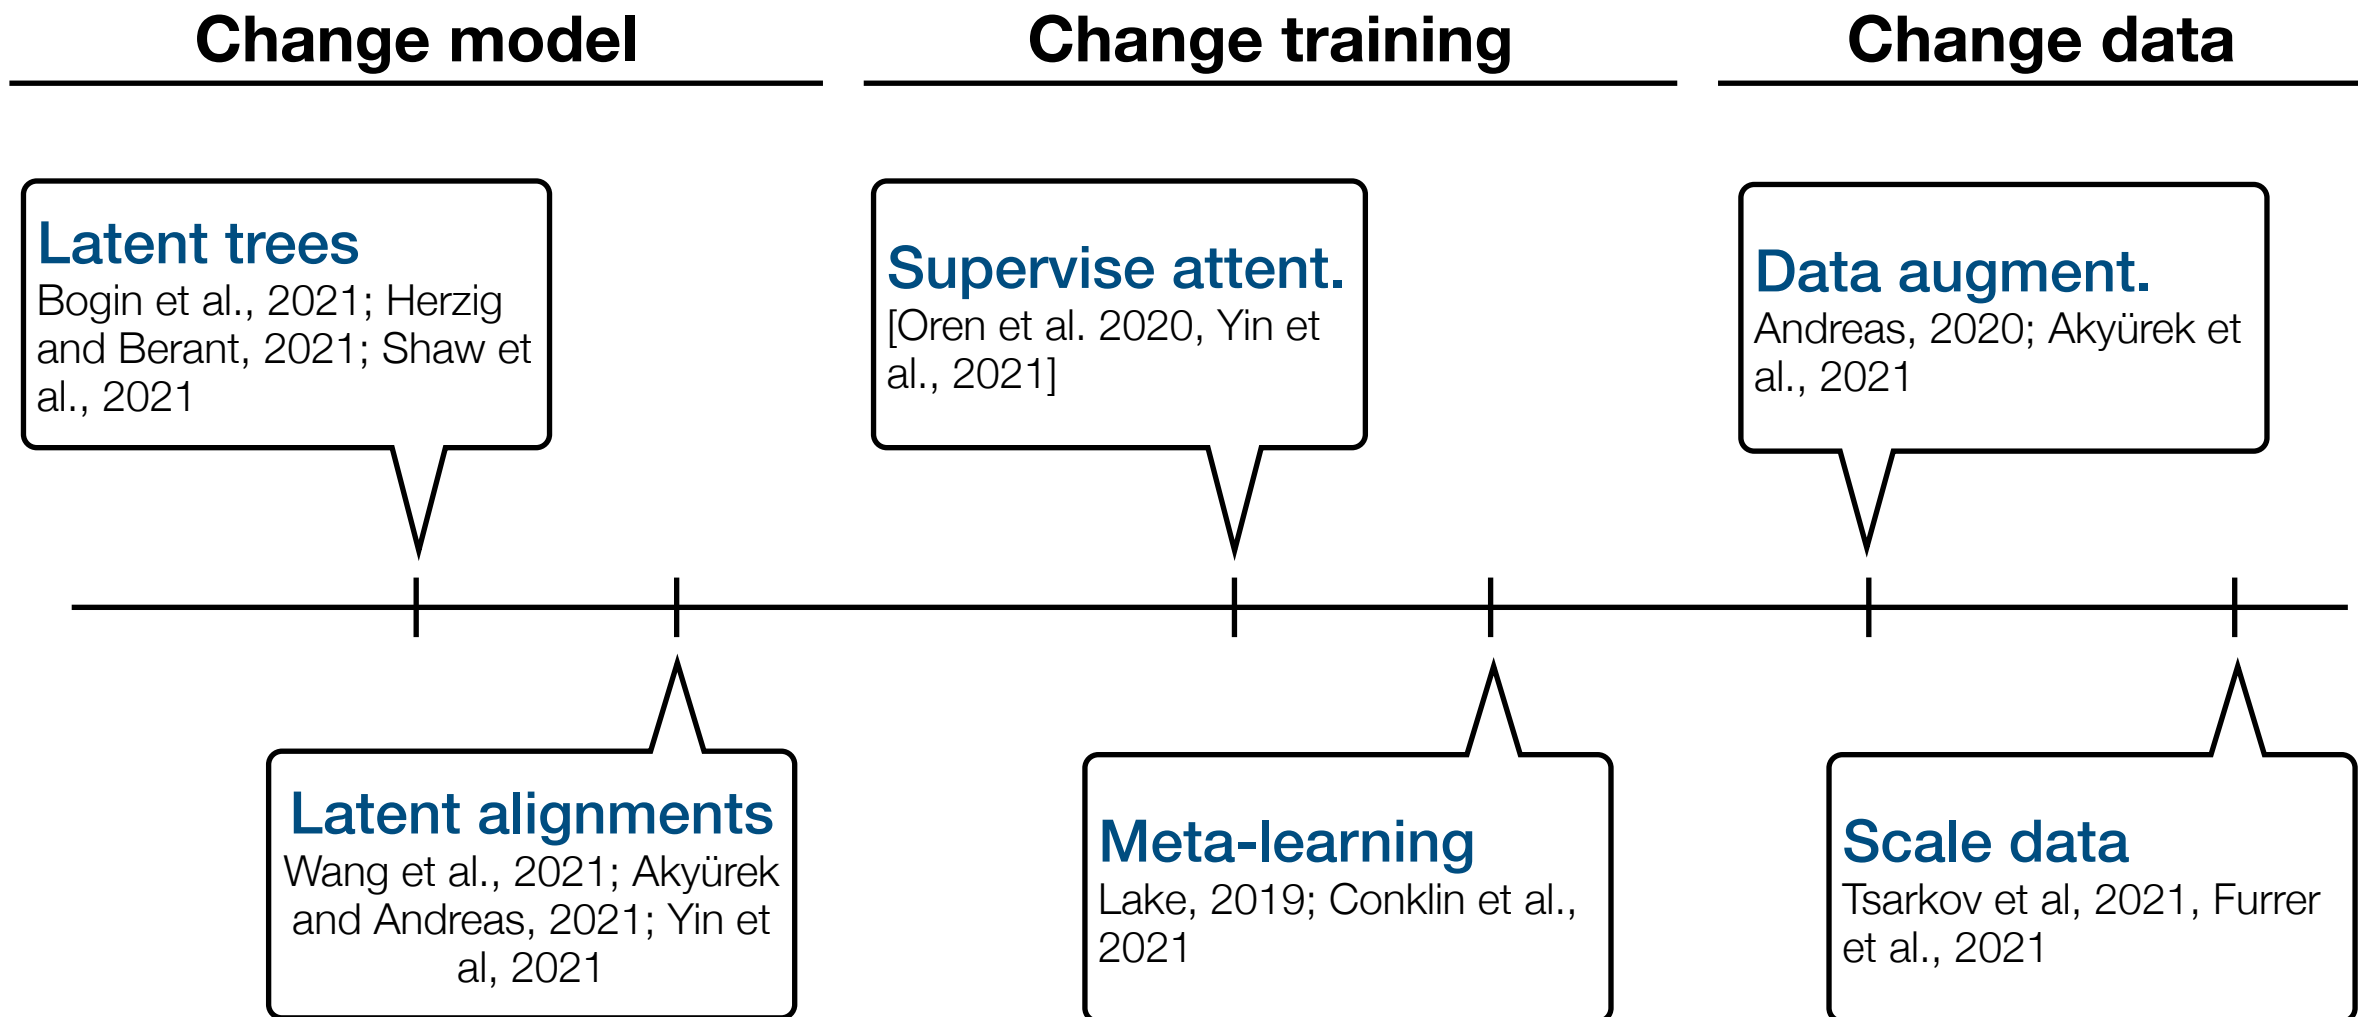 Change model
Change training
Change data
Latent trees
Bogin et al., 2021; Herzig
and Berant, 2021; Shaw et
al., 2021
Supervise attent.
[Oren et al. 2020, Yin et
al., 2021]
Data augment.
Andreas, 2020; Akyürek et
al., 2021
Latent alignments
Wang et al., 2021; Akyürek
and Andreas, 2021; Yin et
al, 2021
Meta-learning
Lake, 2019; Conklin et al.,
2021
Scale data
Tsarkov et al, 2021, Furrer
et al., 2021